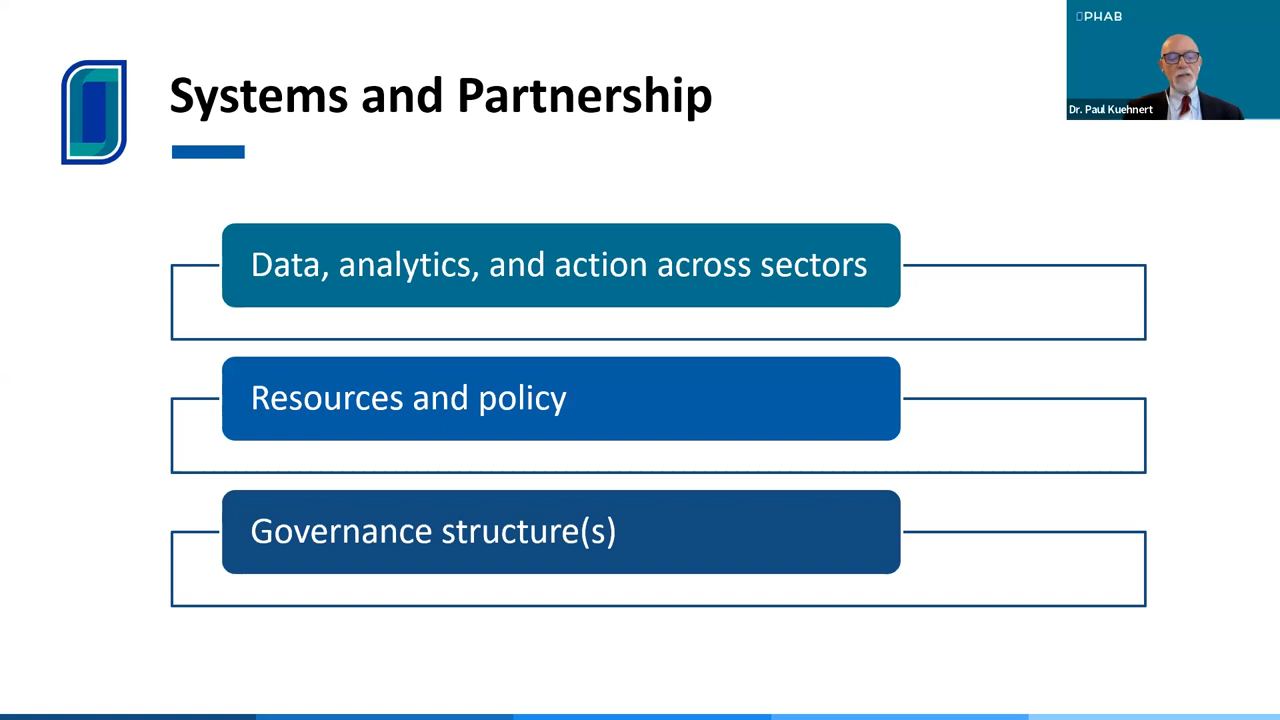 PHAB
Systems and Partnership
Dr. Paul Kuehnert
Data, analytics, and action across sectors
Resources and policy
Governance structure(s)